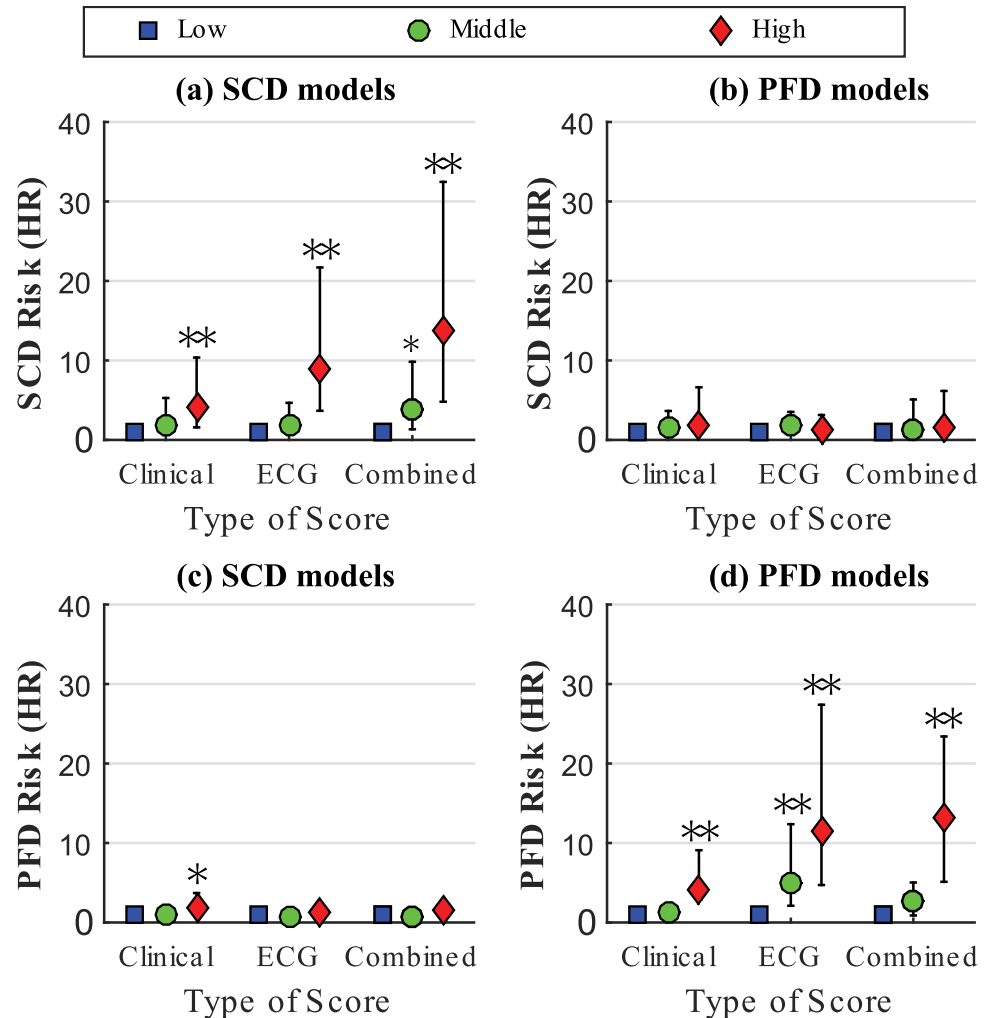 Low Middle High
(a) SCD models
40
30
20
10
0
SCD Risk (HR)
**
**
*
**
Clinical ECG Combined
Type of Score
(b) PFD models
40
30
20
10
0
SCD Risk (HR)
Clinical ECG Combined
Type of Score
(c) SCD models
40
30
20
10
0
PFD Risk (HR)
*
Clinical ECG Combined
Type of Score
(d) PFD models
40
30
20
10
0
PFD Risk (HR)
**
**
**
**
Clinical ECG Combined
Type of Score